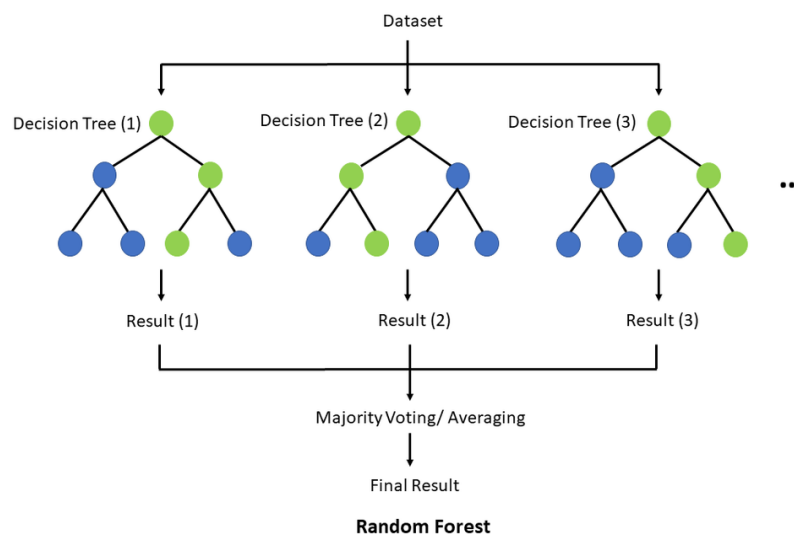 Dataset
Decision Tree (1)
Decision Tree (2)
Decision Tree (3)
..
Result (1)
Result (2)
Result (3)
Majority Voting/ Averaging
Final Result
Random Forest